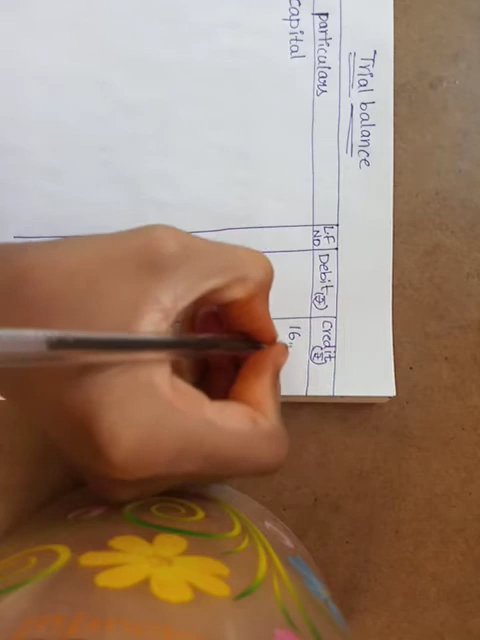 Trial balance
particulars LF No Debit (₹) Credit (₹)
capital 16